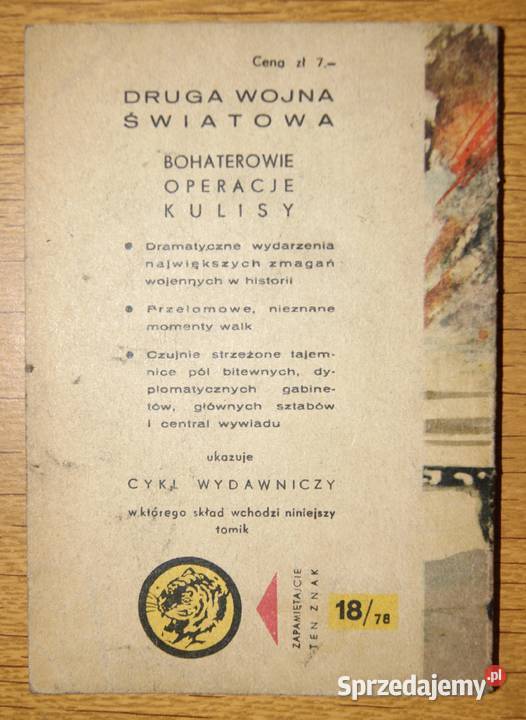 Cena zł 7,–
DRUGA WOJNA
ŚWIATOWA
BOHATEROWIE
OPERACJE
KULISY
• Dramatyczne wydarzenia
największych zmagań
wojennych w historii
• Przełomowe, nieznane
momenty walk
• Czujnie strzeżone tajem-
nice pól bitewnych, dy-
plomatycznych gabine-
tów, głównych sztabów
i central wywiadu
ukazuje
CYKL WYDAWNICZY
w którego skład wchodzi niniejszy
tomik
ZAPAMIĘTAJCIE
TEN ZNAK
18/78
Sprzedajemy.pl